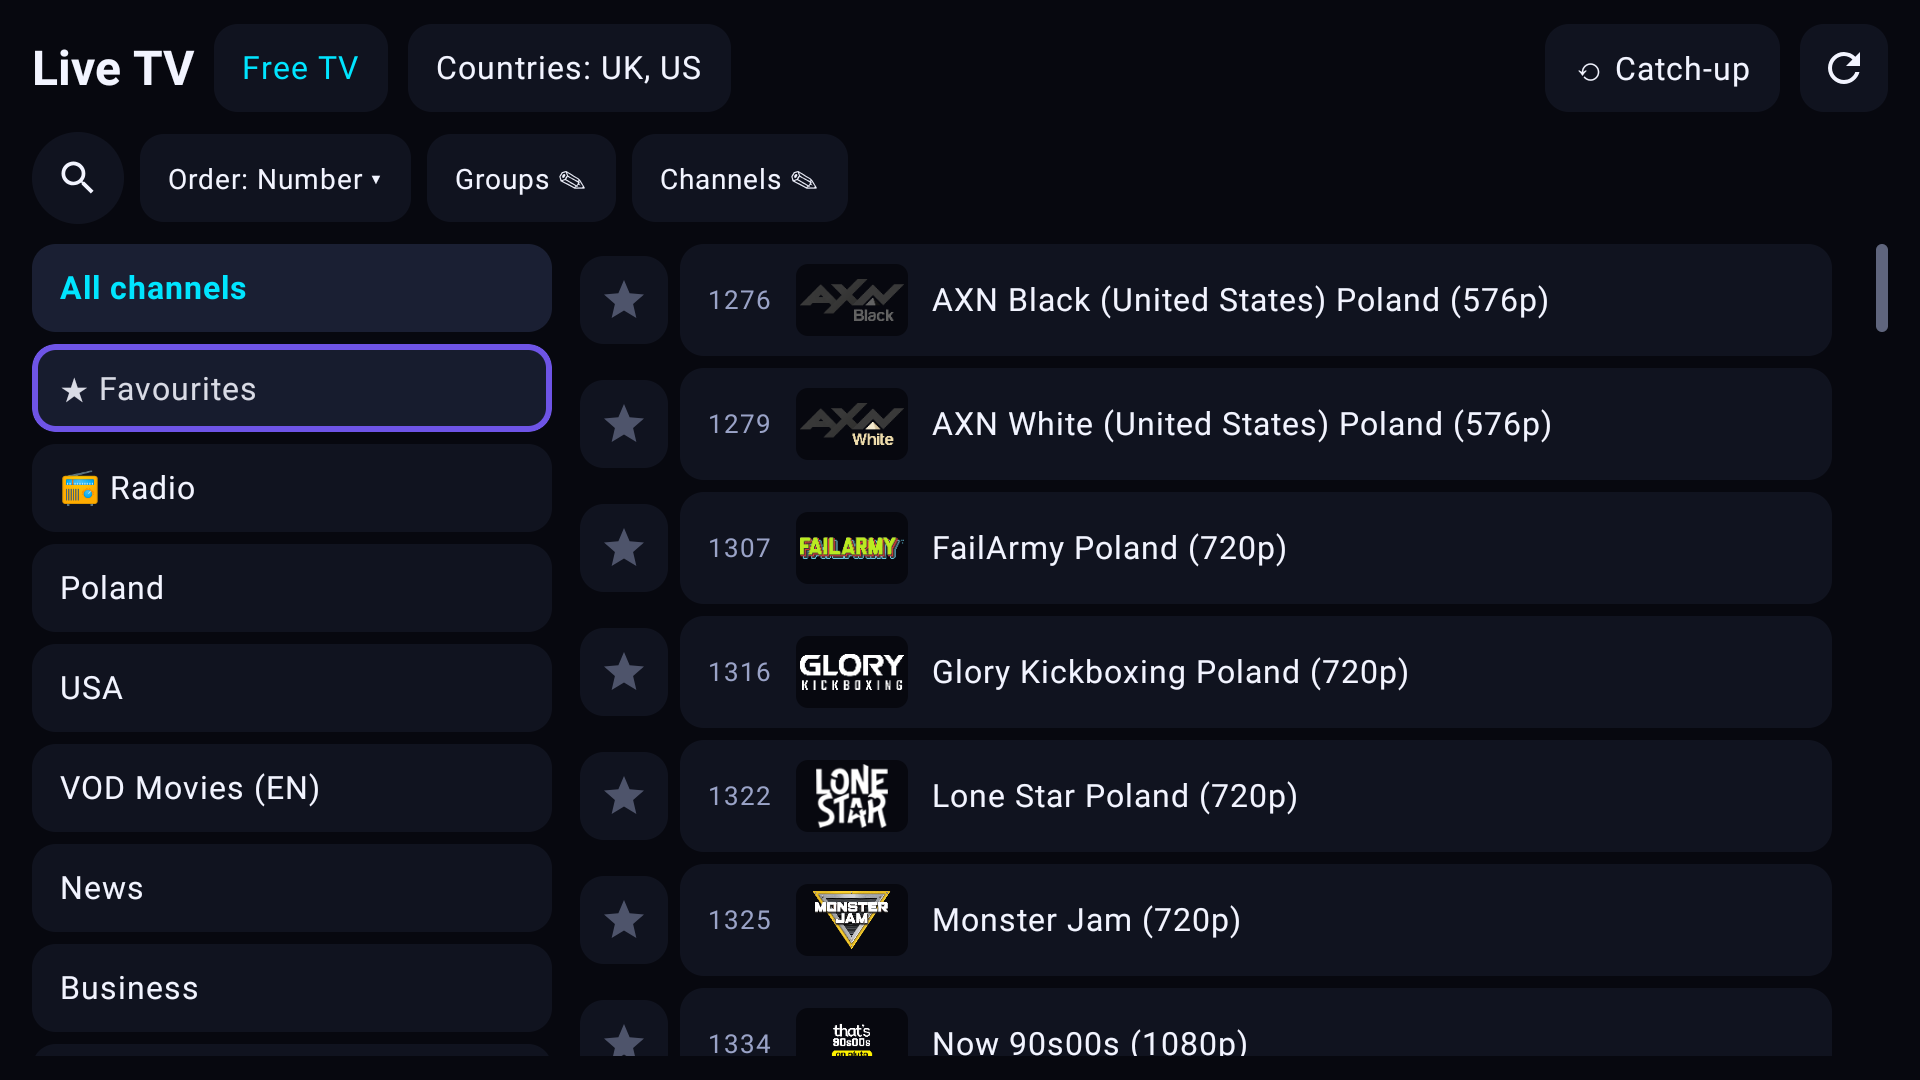 Live TV
Free TV
Countries: UK, US
Catch-up
Order: Number ▾
Groups ✎
Channels ✎
All channels
★ Favourites
📻 Radio
Poland
USA
VOD Movies (EN)
News
Business
1276
AXN
Black
AXN Black (United States) Poland (576p)
1279
AXN
White
AXN White (United States) Poland (576p)
1307
FAILARMY
FailArmy Poland (720p)
1316
GLORY
KICKBOXING
Glory Kickboxing Poland (720p)
1322
LONE
STAR
Lone Star Poland (720p)
1325
MONSTER
JAM
Monster Jam (720p)
1334
that's
90s00s
Now 90s00s (1080p)